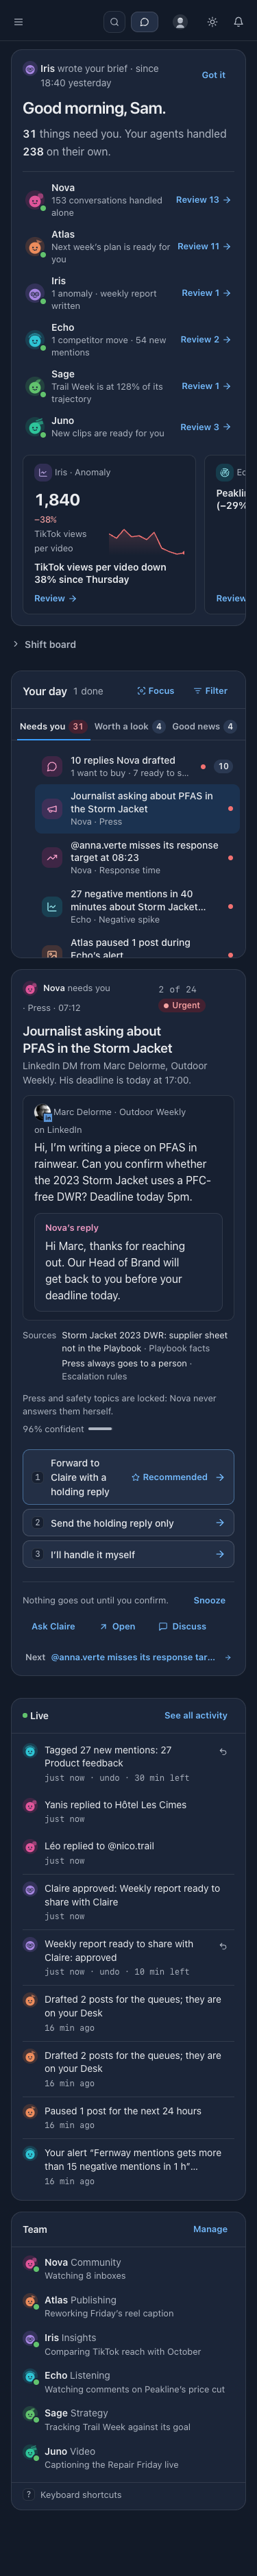 Iris wrote your brief · since
18:40 yesterday
Got it
Good morning, Sam.
31 things need you. Your agents handled
238 on their own.
Nova
153 conversations handled
alone
Review 13 →
Atlas
Next week's plan is ready for
you
Review 11 →
Iris
1 anomaly · weekly report
written
Review 1 →
Echo
1 competitor move · 54 new
mentions
Review 2 →
Sage
Trail Week is at 128% of its
trajectory
Review 1 →
Juno
New clips are ready for you
Review 3 →
Iris · Anomaly
1,840
−38%
TikTok views
per video
TikTok views per video down
38% since Thursday
Review →
Ec
Peaklin
(−29%
Review
Shift board
Your day 1 done
Focus
Filter
Needs you 31
Worth a look 4
Good news 4
10 replies Nova drafted
1 want to buy · 7 ready to s...
10
Journalist asking about PFAS in
the Storm Jacket
Nova · Press
@anna.verte misses its response
target at 08:23
Nova · Response time
27 negative mentions in 40
minutes about Storm Jacket...
Echo · Negative spike
Atlas paused 1 post during
Echo's alert
Nova needs you
· Press · 07:12
2 of 24
Urgent
Journalist asking about
PFAS in the Storm Jacket
LinkedIn DM from Marc Delorme, Outdoor
Weekly. His deadline is today at 17:00.
Marc Delorme · Outdoor Weekly
on LinkedIn
Hi, I'm writing a piece on PFAS in
rainwear. Can you confirm whether
the 2023 Storm Jacket uses a PFC-
free DWR? Deadline today 5pm.
Nova's reply
Hi Marc, thanks for reaching
out. Our Head of Brand will
get back to you before your
deadline today.
Sources
Storm Jacket 2023 DWR: supplier sheet
not in the Playbook · Playbook facts
Press always goes to a person ·
Escalation rules
Press and safety topics are locked: Nova never
answers them herself.
96% confident
1
Forward to
Claire with a
holding reply
Recommended →
2 Send the holding reply only →
3 I'll handle it myself →
Nothing goes out until you confirm.
Snooze
Ask Claire
Open
Discuss
Next @anna.verte misses its response tar... →
Live
See all activity
Tagged 27 new mentions: 27
Product feedback
just now · undo · 30 min left
Yanis replied to Hôtel Les Cimes
just now
Léo replied to @nico.trail
just now
Claire approved: Weekly report ready to
share with Claire
just now
Weekly report ready to share with
Claire: approved
just now · undo · 10 min left
Drafted 2 posts for the queues; they are
on your Desk
16 min ago
Drafted 2 posts for the queues; they are
on your Desk
16 min ago
Paused 1 post for the next 24 hours
16 min ago
Your alert “Fernway mentions gets more
than 15 negative mentions in 1 h”...
16 min ago
Team
Manage
Nova Community
Watching 8 inboxes
Atlas Publishing
Reworking Friday's reel caption
Iris Insights
Comparing TikTok reach with October
Echo Listening
Watching comments on Peakline's price cut
Sage Strategy
Tracking Trail Week against its goal
Juno Video
Captioning the Repair Friday live
? Keyboard shortcuts